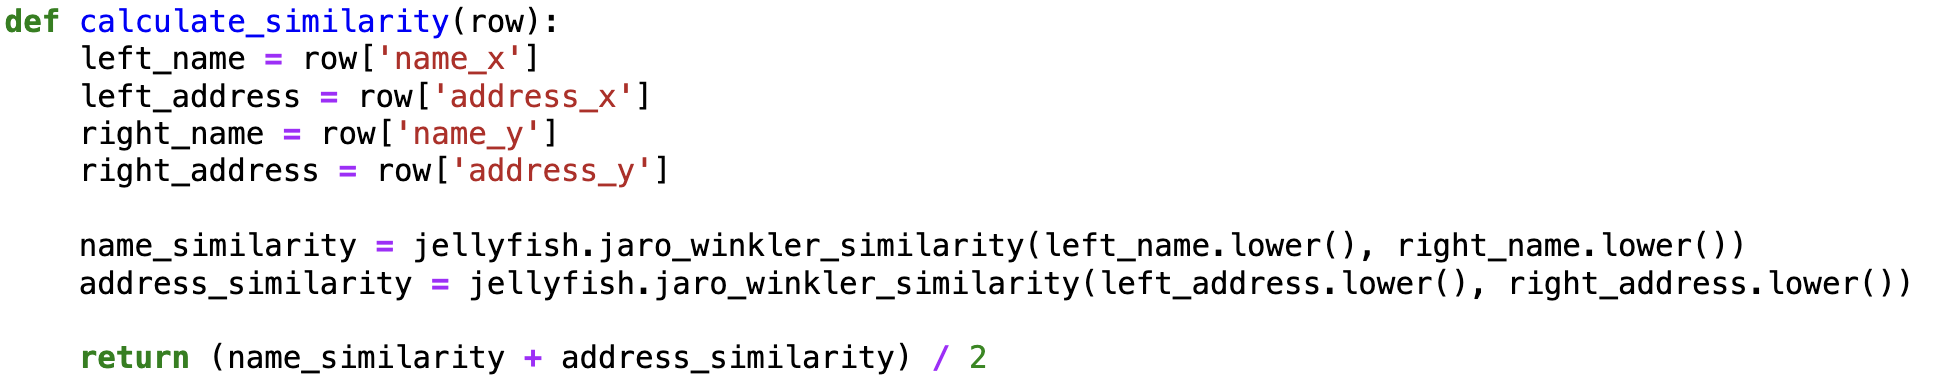 def calculate_similarity(row):
    left_name = row['name_x']
    left_address = row['address_x']
    right_name = row['name_y']
    right_address = row['address_y']

    name_similarity = jellyfish.jaro_winkler_similarity(left_name.lower(), right_name.lower())
    address_similarity = jellyfish.jaro_winkler_similarity(left_address.lower(), right_address.lower())

    return (name_similarity + address_similarity) / 2